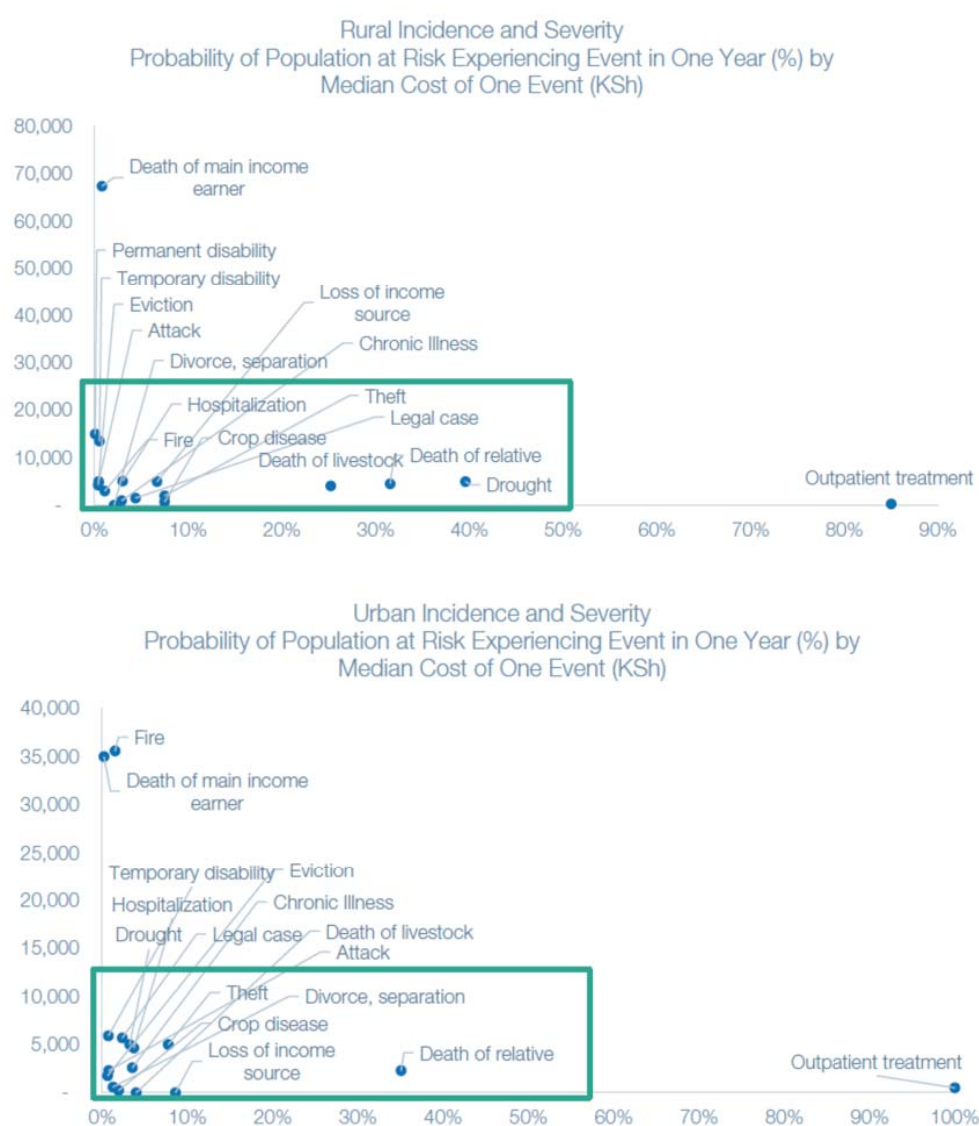 Rural Incidence and Severity
Probability of Population at Risk Experiencing Event in One Year (%) by
Median Cost of One Event (KSh)
80,000
70,000
Death of main income
earner
60,000
Permanent disability
50,000
Temporary disability
Loss of income
source
Eviction
40,000
Attack
Chronic Illness
30,000
Divorce, separation
20,000
Hospitalization
Theft
Legal case
Fire
Crop disease
10,000
Death of livestock
Death of relative
Drought
Outpatient treatment
-
0%
10%
20%
30%
40%
50%
60%
70%
80%
90%
Urban Incidence and Severity
Probability of Population at Risk Experiencing Event in One Year (%) by
Median Cost of One Event (KSh)
40,000
Fire
35,000
Death of main income
earner
30,000
25,000
Temporary disability
Eviction
20,000
Hospitalization
Chronic Illness
Drought
Legal case
Death of livestock
15,000
Attack
10,000
Theft
Divorce, separation
Crop disease
5,000
Loss of income
source
Death of relative
Outpatient treatment
-
0%
10%
20%
30%
40%
50%
60%
70%
80%
90%
100%